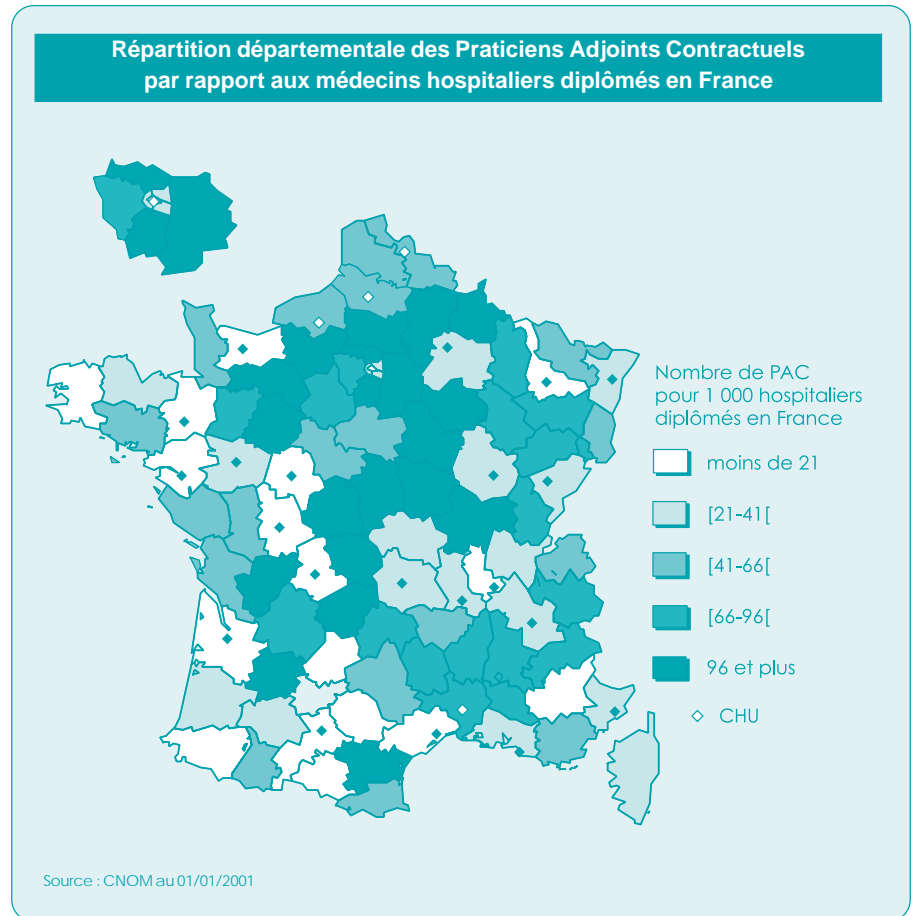 Répartition départementale des Praticiens Adjoints Contractuels
par rapport aux médecins hospitaliers diplômés en France
Nombre de PAC
pour 1 000 hospitaliers
diplômés en France
moins de 21
[21-41[
[41-66[
[66-96[
96 et plus
CHU
Source : CNOM au 01/01/2001